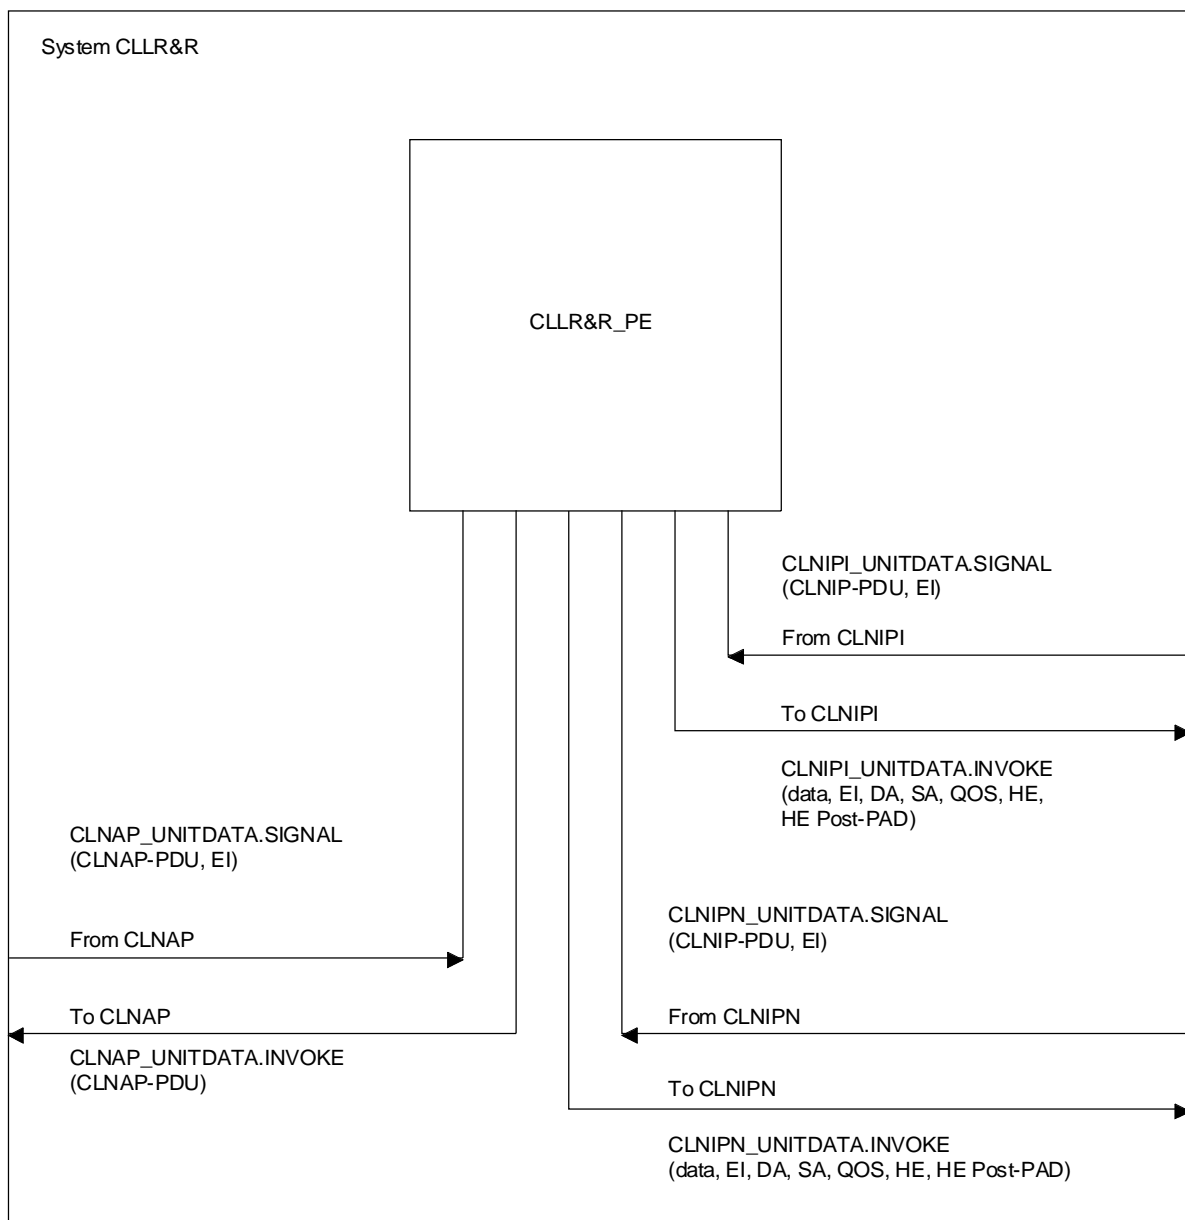 System CLLR&R
CLLR&R_PE
CLNIPI_UNITDATA.SIGNAL
(CLNIP-PDU, EI)
From CLNIPI
To CLNIPI
CLNIPI_UNITDATA.INVOKE
(data, EI, DA, SA, QOS, HE,
HE Post-PAD)
CLNAP_UNITDATA.SIGNAL
(CLNAP-PDU, EI)
From CLNAP
To CLNAP
CLNAP_UNITDATA.INVOKE
(CLNAP-PDU)
CLNIPN_UNITDATA.SIGNAL
(CLNIP-PDU, EI)
From CLNIPN
To CLNIPN
CLNIPN_UNITDATA.INVOKE
(data, EI, DA, SA, QOS, HE, HE Post-PAD)